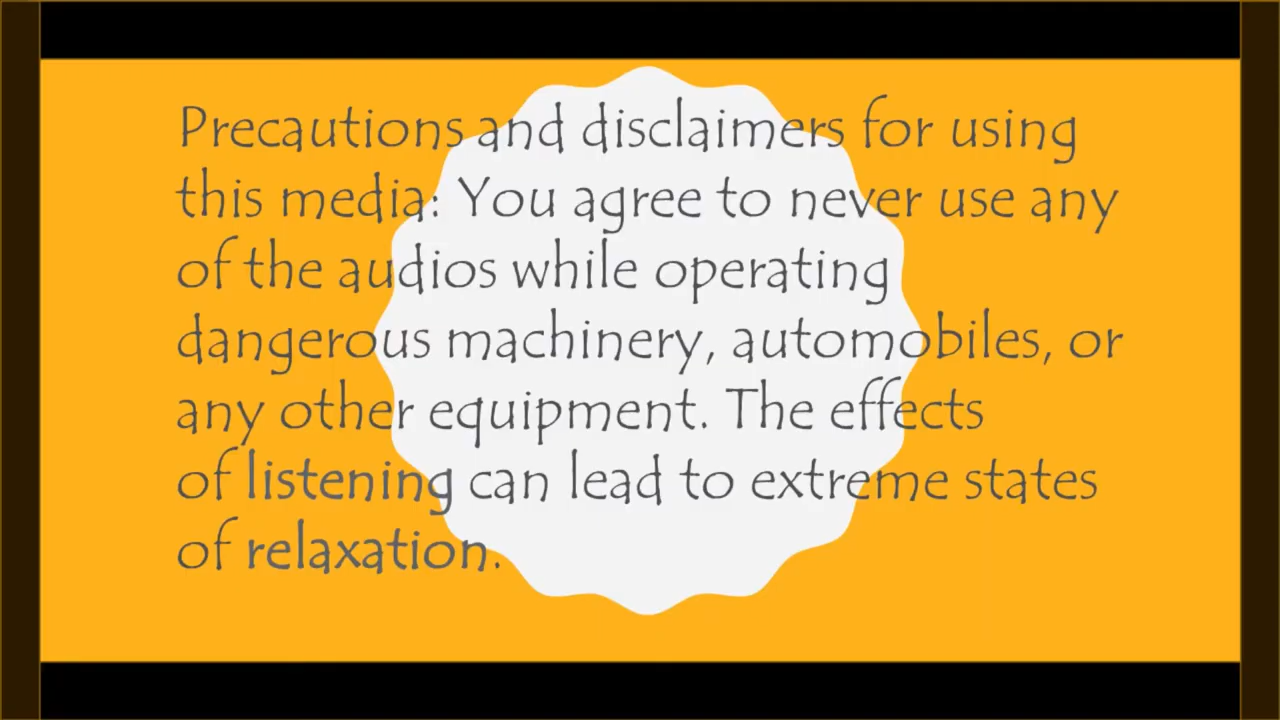 Precautions and disclaimers for using
this media: You agree to never use any
of the audios while operating
dangerous machinery, automobiles, or
any other equipment. The effects
of listening can lead to extreme states
of relaxation.